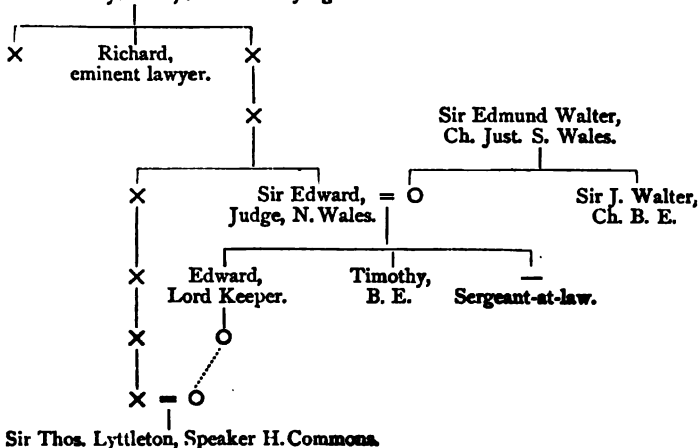 Richard,
eminent lawyer.
Sir Edmund Walter,
Ch. Just. S. Wales.
Sir Edward,
Judge, N. Wales.
Sir J. Walter,
Ch. B. E.
Edward,
Lord Keeper.
Timothy,
B. E.
Sergeant-at-law.
Sir Thos. Lyttleton, Speaker H. Commons.